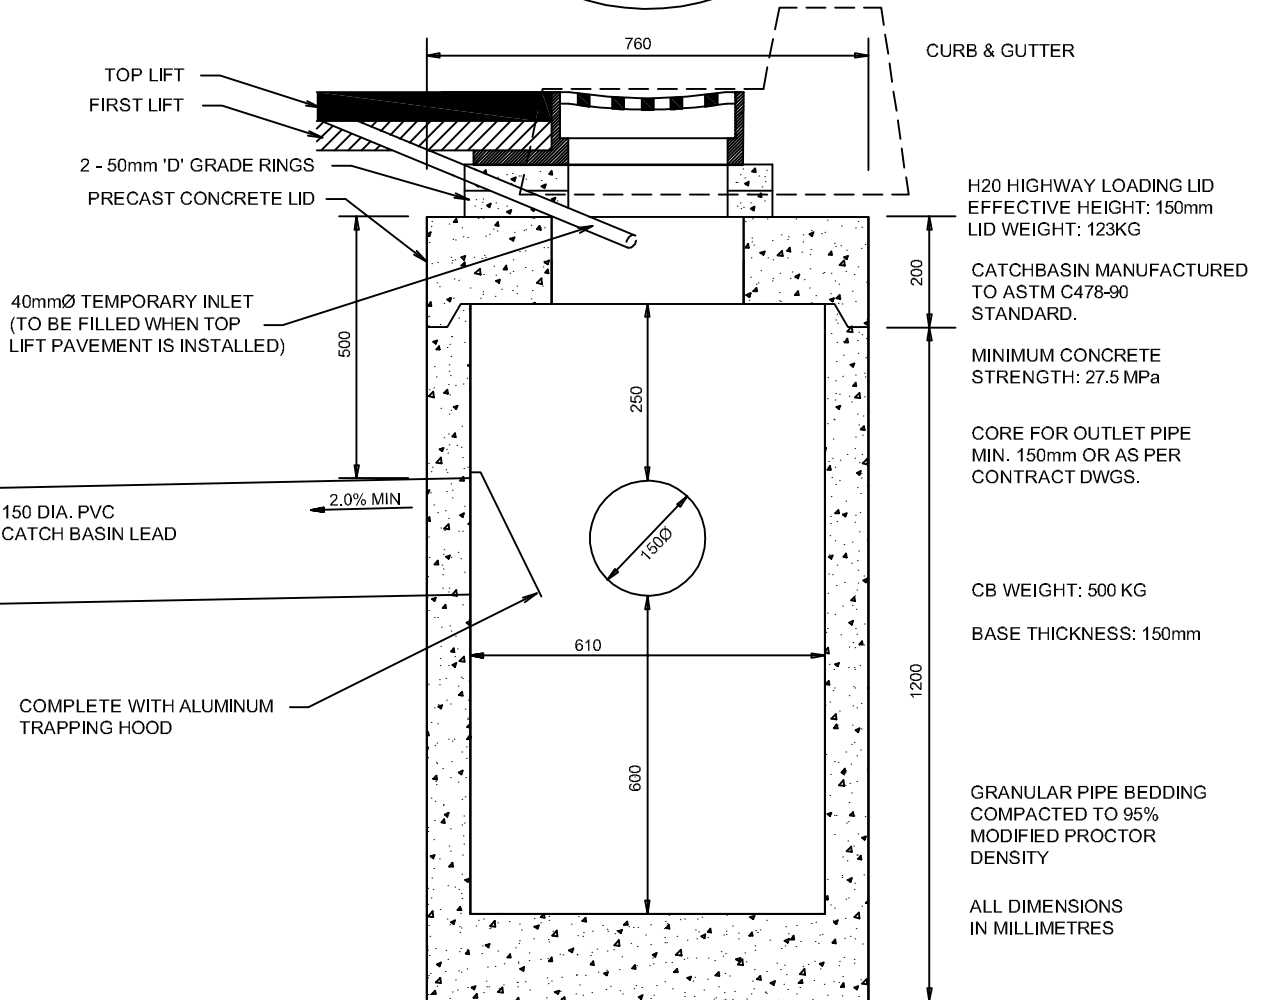 760
CURB & GUTTER
TOP LIFT
FIRST LIFT
2 - 50mm 'D' GRADE RINGS
PRECAST CONCRETE LID
H20 HIGHWAY LOADING LID
EFFECTIVE HEIGHT: 150mm
LID WEIGHT: 123KG
200
CATCHBASIN MANUFACTURED
TO ASTM C478-90
STANDARD.
40mmØ TEMPORARY INLET
(TO BE FILLED WHEN TOP
LIFT PAVEMENT IS INSTALLED)
500
MINIMUM CONCRETE
STRENGTH: 27.5 MPa
250
CORE FOR OUTLET PIPE
MIN. 150mm OR AS PER
CONTRACT DWGS.
2.0% MIN
150 DIA. PVC
CATCH BASIN LEAD
150Ø
CB WEIGHT: 500 KG
BASE THICKNESS: 150mm
610
1200
COMPLETE WITH ALUMINUM
TRAPPING HOOD
600
GRANULAR PIPE BEDDING
COMPACTED TO 95%
MODIFIED PROCTOR
DENSITY
ALL DIMENSIONS
IN MILLIMETRES